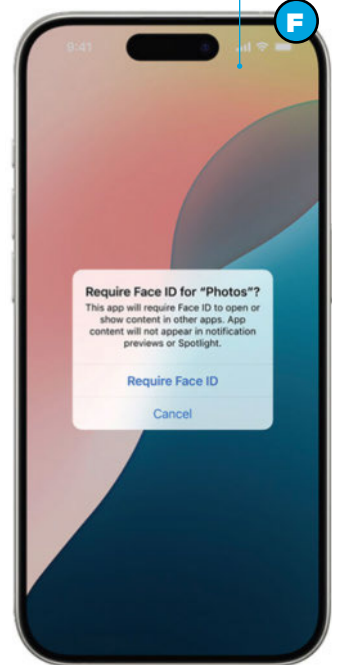 F
9:41
Require Face ID for “Photos”?
This app will require Face ID to open or
show content in other apps. App
content will not appear in notification
previews or Spotlight.
Require Face ID
Cancel